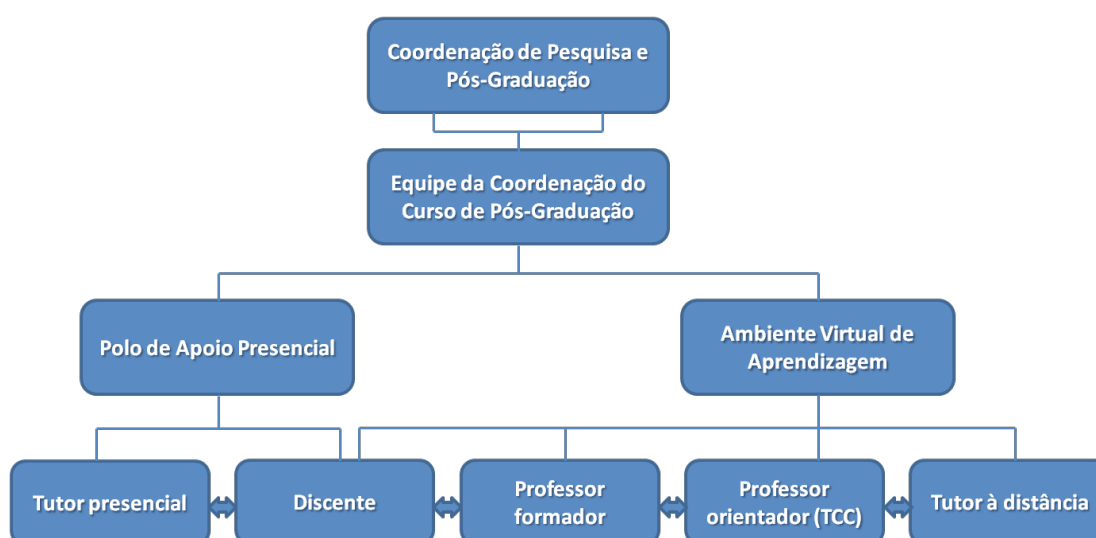 Coordenação de Pesquisa e
Pós-Graduação
Equipe da Coordenação do
Curso de Pós-Graduação
Polo de Apoio Presencial
Ambiente Virtual de
Aprendizagem
Tutor presencial
Discente
Professor
formador
Professor
orientador (TCC)
Tutor à distância